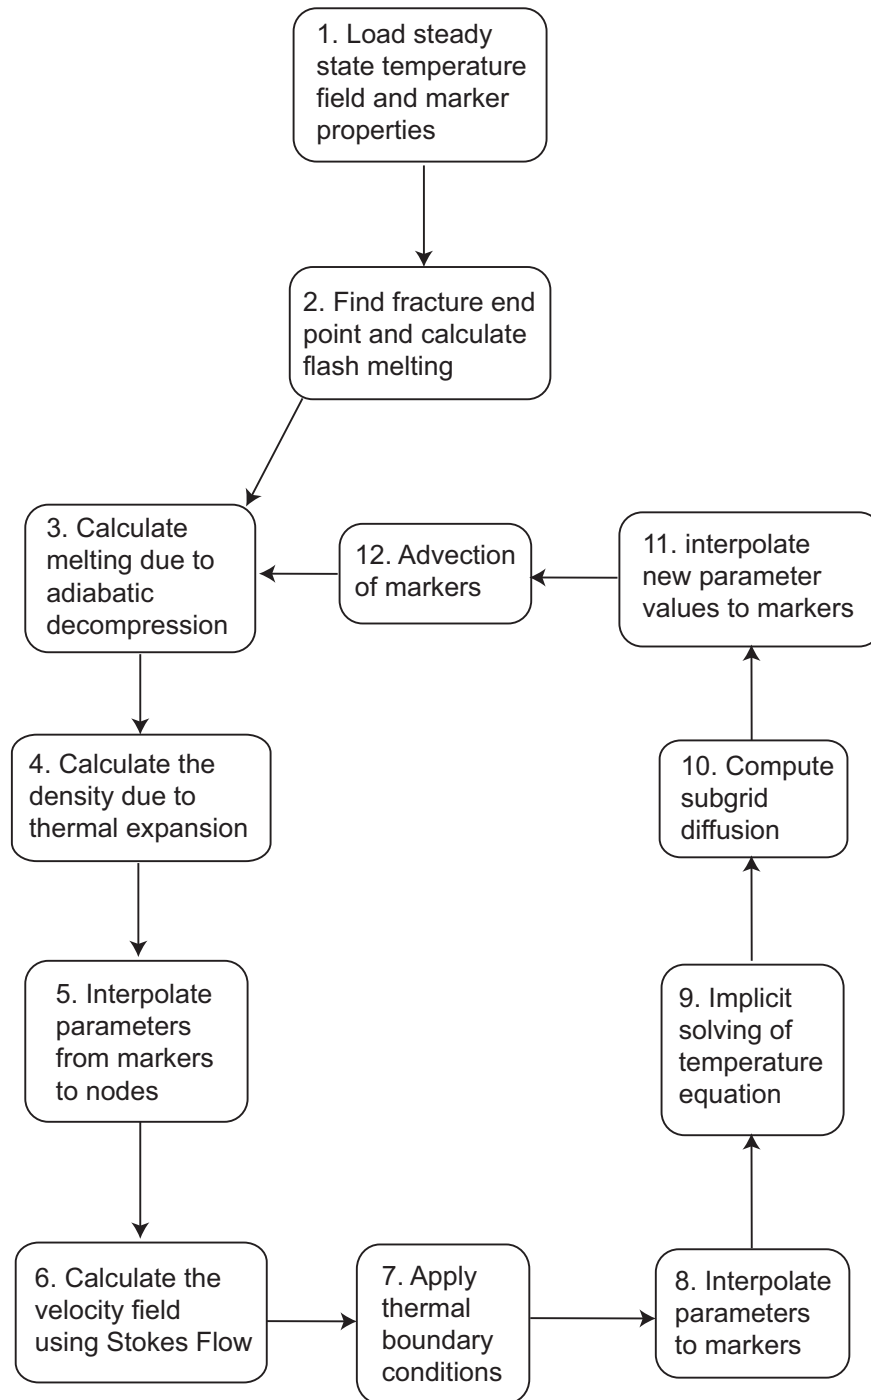 1. Load steady
state temperature
field and marker
properties
2. Find fracture end
point and calculate
flash melting
3. Calculate
melting due to
adiabatic
decompression
4. Calculate the
density due to
thermal expansion
5. Interpolate
parameters
from markers
to nodes
6. Calculate the
velocity field
using Stokes Flow
7. Apply
thermal
boundary
conditions
8. Interpolate
parameters
to markers
9. Implicit
solving of
temperature
equation
10. Compute
subgrid
diffusion
11. interpolate
new parameter
values to markers
12. Advection
of markers